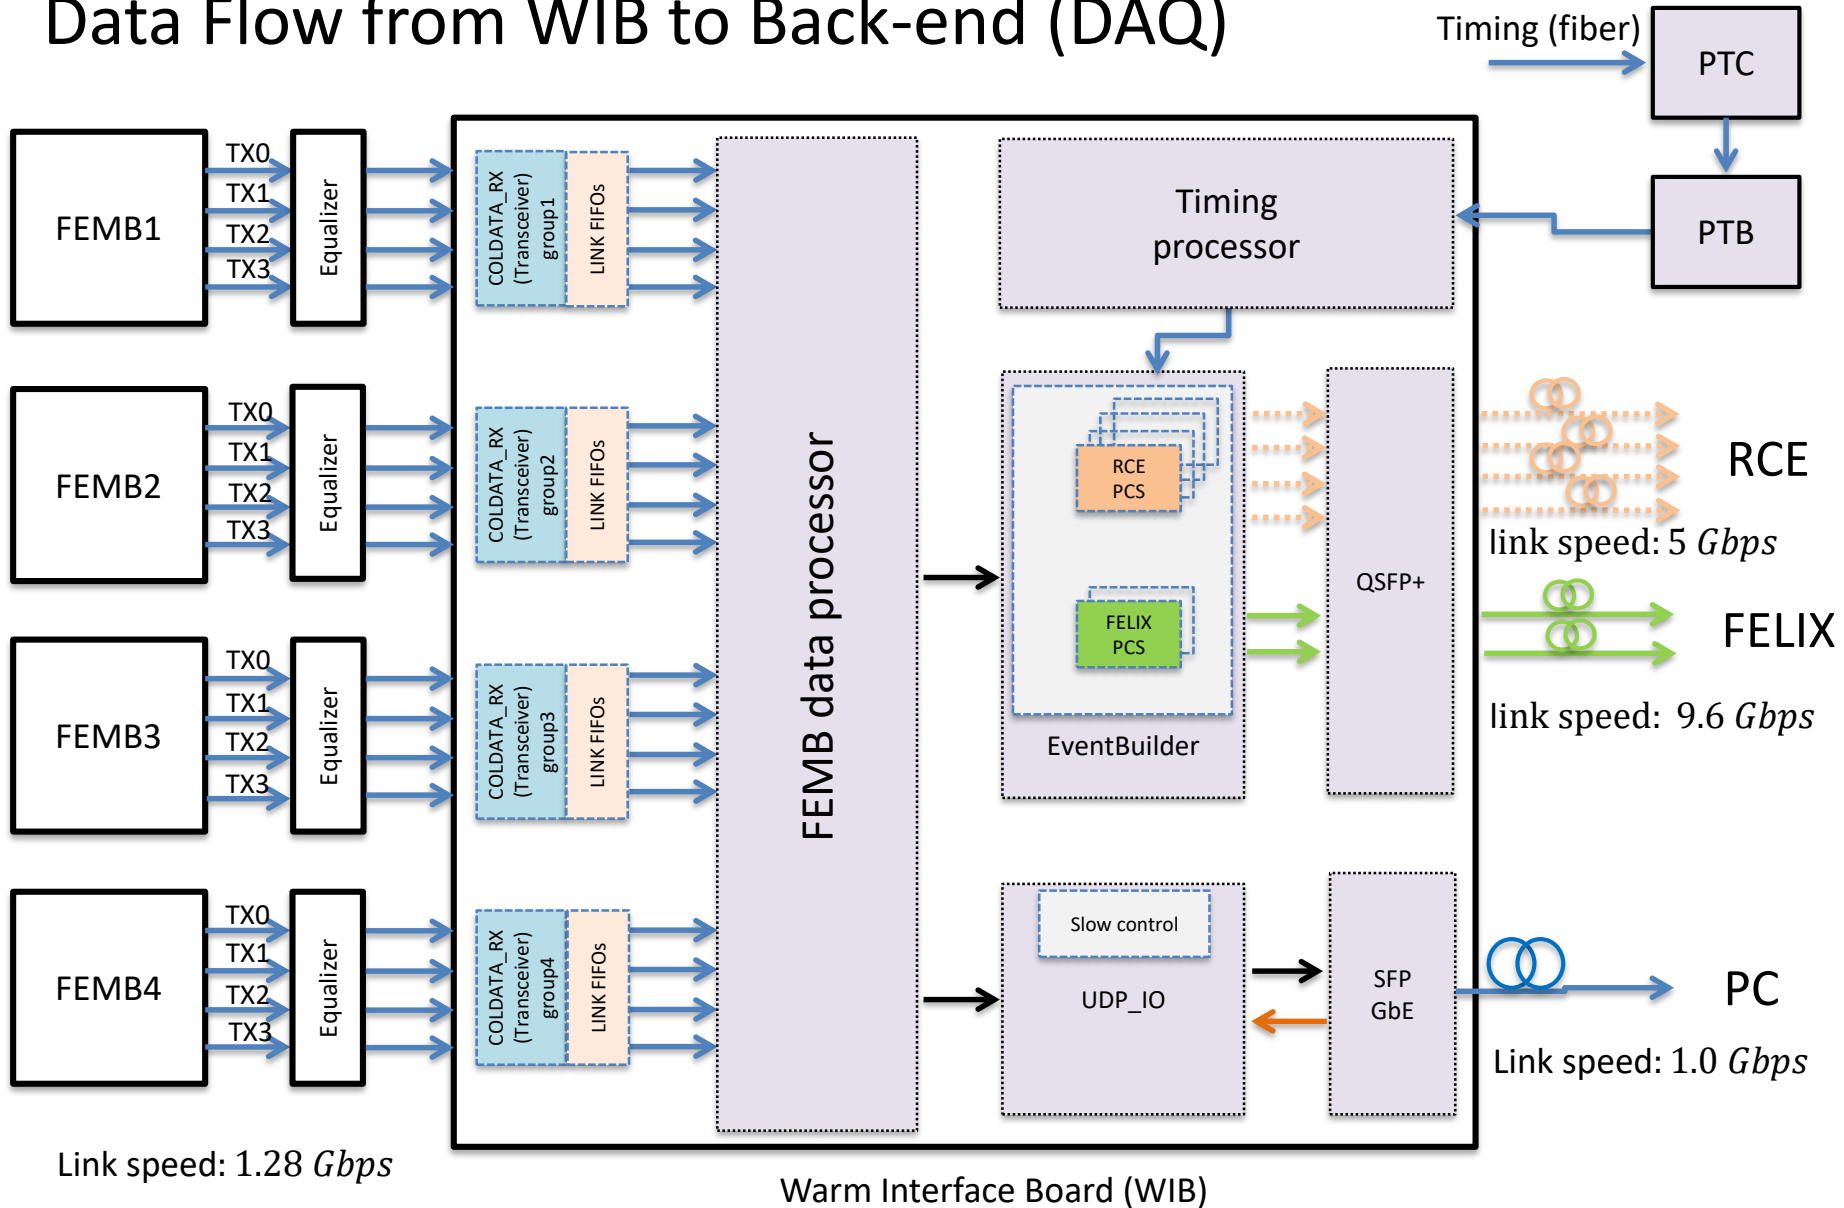 Data Flow from WIB to Back-end (DAQ)
Timing (fiber)
PTC
PTB
FEMB1
TX0
TX1
TX2
TX3
Equalizer
COLDATA_RX
(Transceiver)
group1
LINK FIFOs
FEMB2
TX0
TX1
TX2
TX3
Equalizer
COLDATA_RX
(Transceiver)
group2
LINK FIFOs
FEMB3
TX0
TX1
TX2
TX3
Equalizer
COLDATA_RX
(Transceiver)
group3
LINK FIFOs
FEMB4
TX0
TX1
TX2
TX3
Equalizer
COLDATA_RX
(Transceiver)
group4
LINK FIFOs
Link speed: 1.28 Gbps
FEMB data processor
Timing
processor
RCE
PCS
FELIX
PCS
EventBuilder
QSFP+
RCE
link speed: 5 Gbps
FELIX
link speed: 9.6 Gbps
Slow control
UDP_IO
SFP
GbE
PC
Link speed: 1.0 Gbps
Warm Interface Board (WIB)